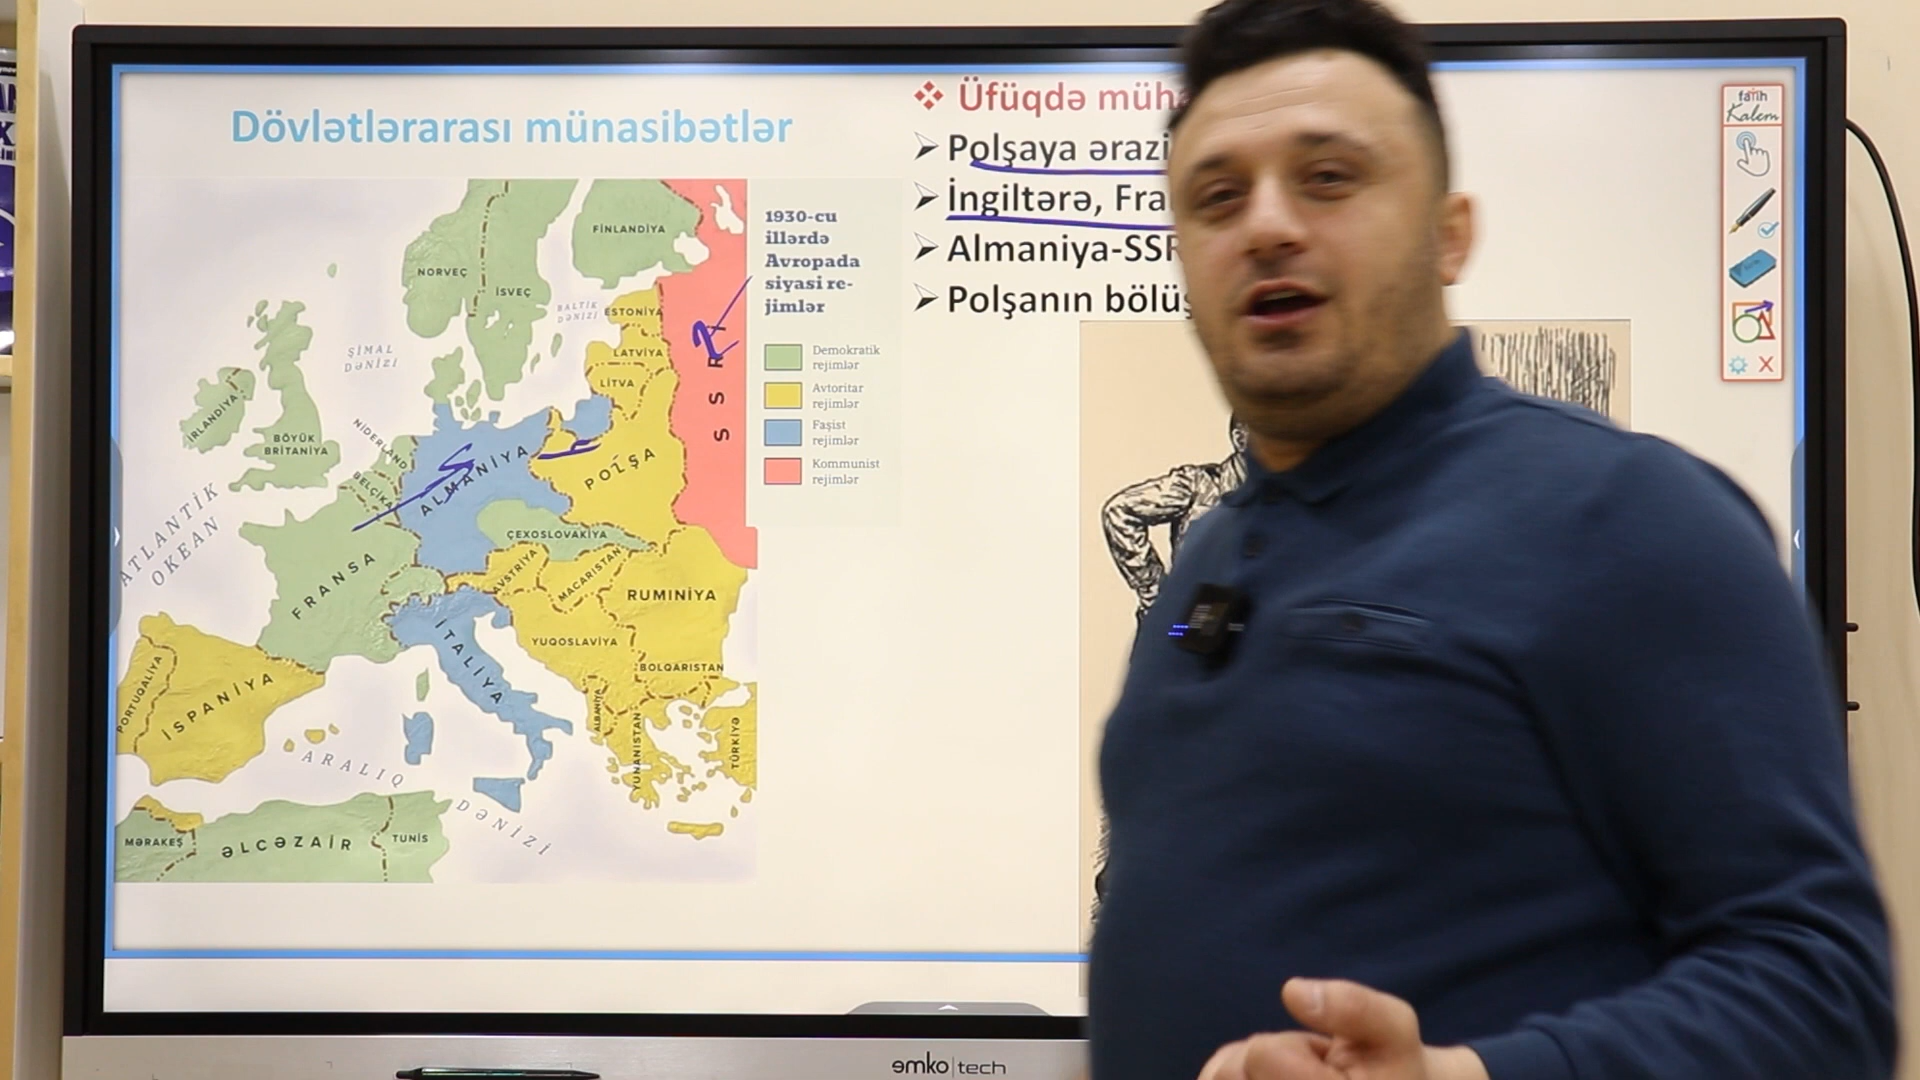 Dövlətlərarası münasibətlər
Üfüqdə
Polşaya ərazi
İngiltərə,
Almaniya-SSR
Polşanın
1930-cu
illərdə
Avropada
siyasi re-
jimlər
Demokratik
rejimlər
Avtoritar
rejimlər
Faşist
rejimlər
Kommunist
rejimlər
FİNLANDİYA
NORVEÇ
İSVEÇ
BALTİK
DƏNİZİ
ESTONİYA
LATVİYA
LİTVA
SSRİ
ŞİMAL
DƏNİZİ
İRLANDİYA
BÖYÜK
BRİTANİYA
NİDERLAND
BELÇİKA
ALMANİYA
POLŞA
ATLANTİK
OKEAN
FRANSA
ÇEXOSLOVAKİYA
AVSTRİYA
MACARISTAN
RUMINİYA
İTALİYA
YUQOSLAVİYA
BOLQARISTAN
PORTUQALİYA
İSPANİYA
ALBANİYA
YUNANISTAN
TÜRKİYƏ
ARALIQ
DƏNİZİ
MƏRAKEŞ
ƏLCƏZAİR
TUNİS
fatih
Kalem
emko|tech